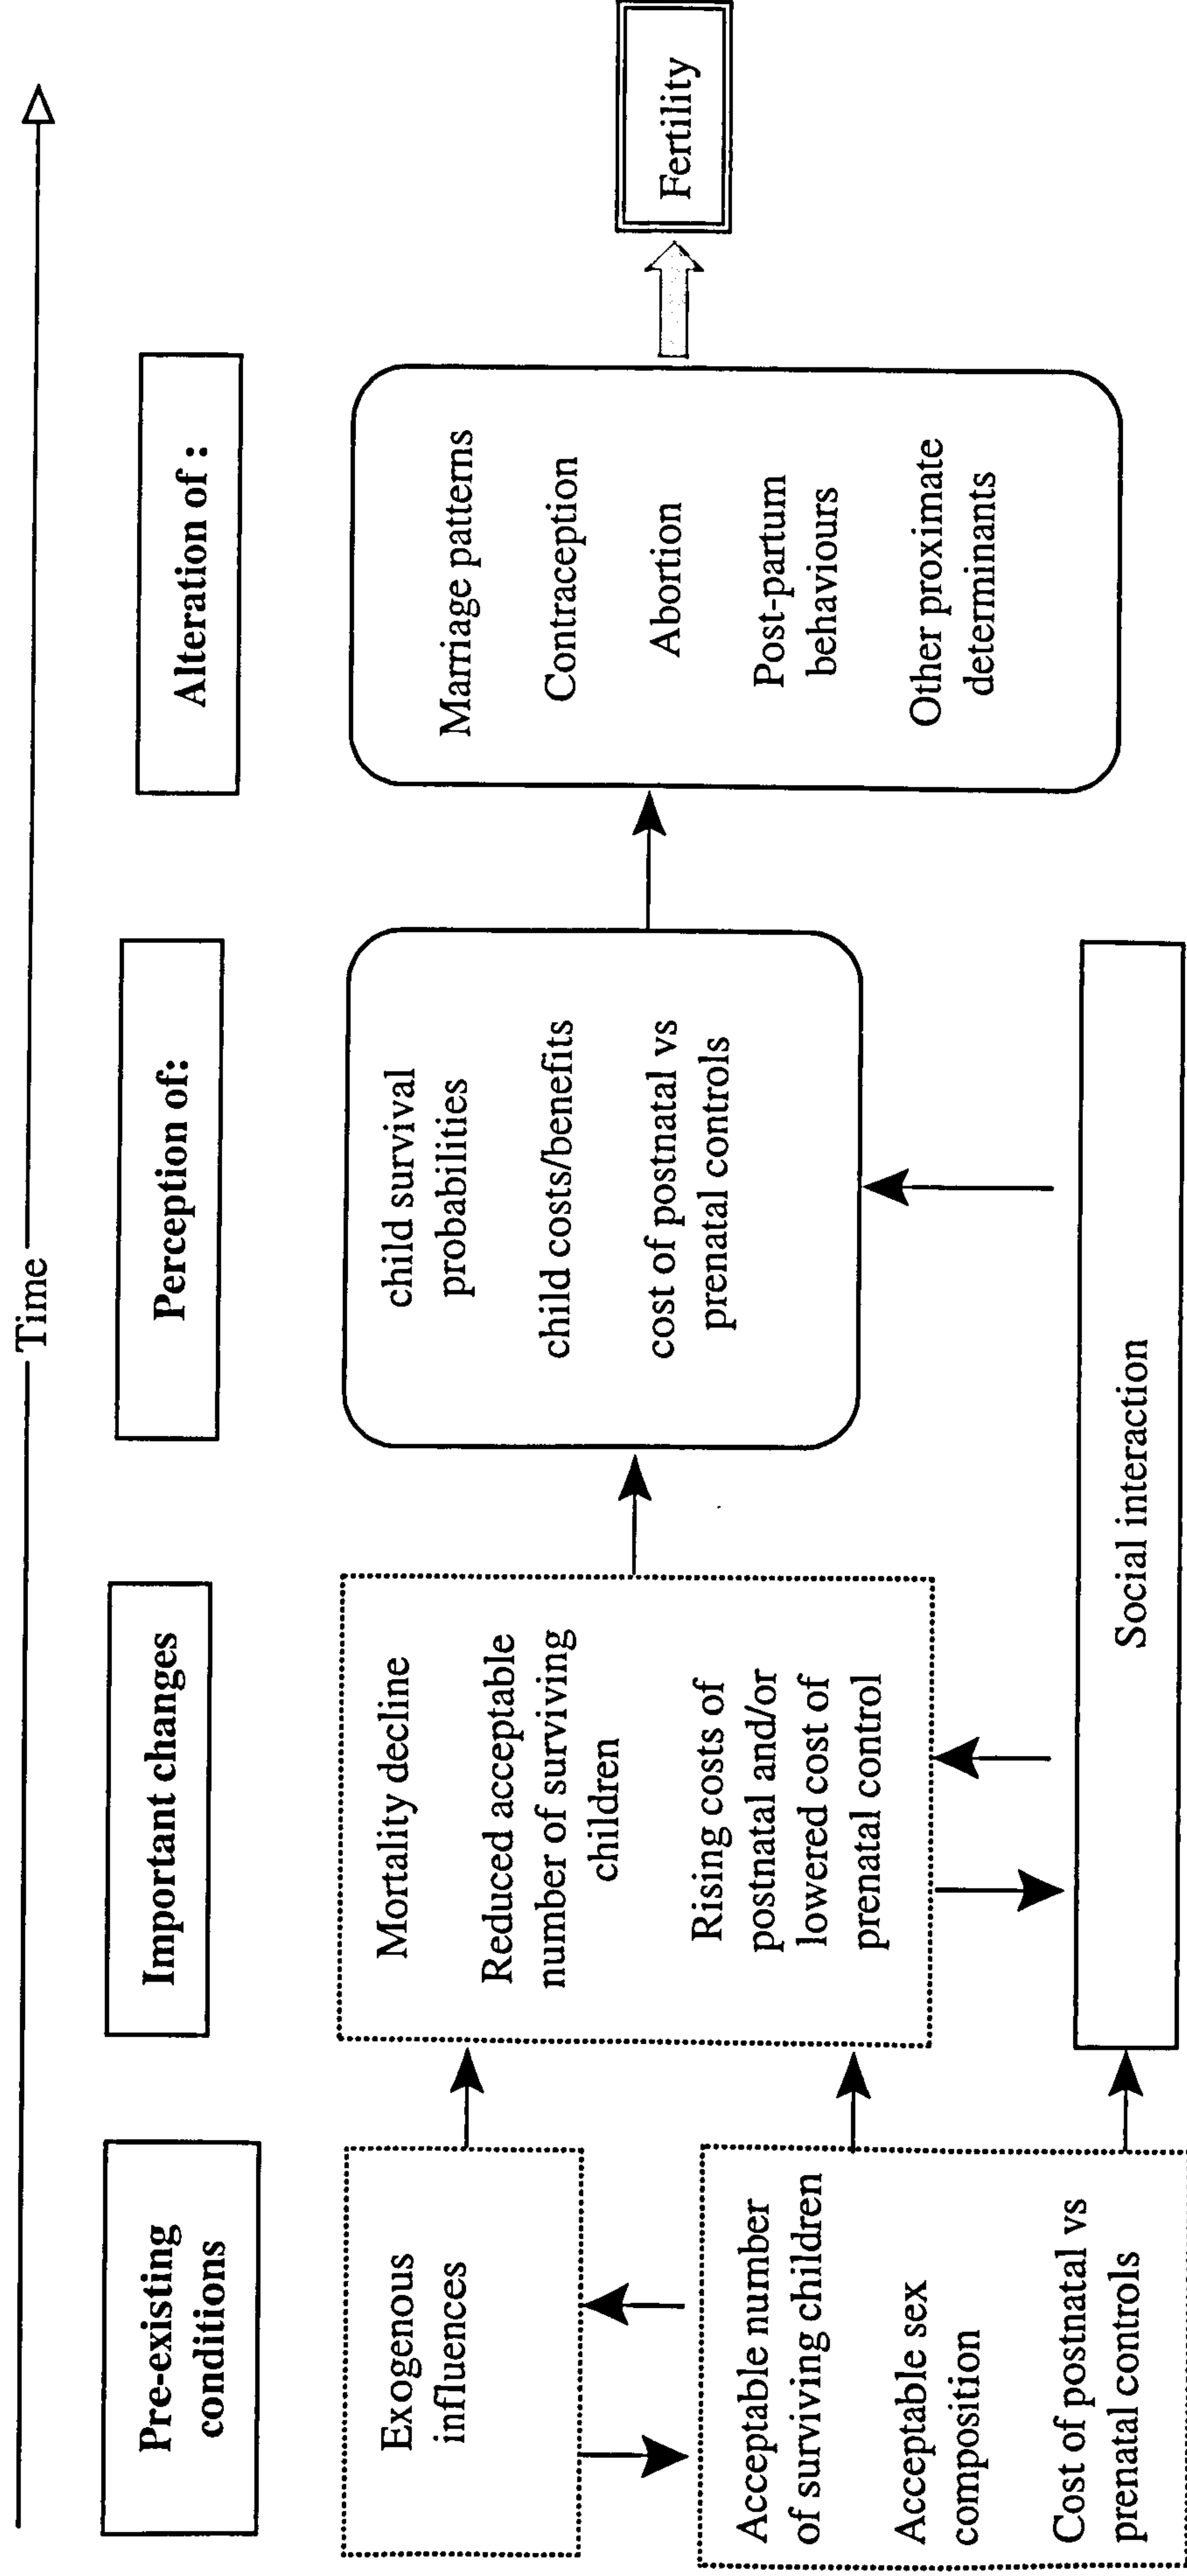 Time
Pre-existing
conditions
Important changes
Perception of:
Alteration of :
Exogenous
influences
Acceptable number
of surviving children
Acceptable sex
composition
Cost of postnatal vs
prenatal controls
Mortality decline
Reduced acceptable
number of surviving
children
Rising costs of
postnatal and/or
lowered cost of
prenatal control
child survival
probabilities
child costs/benefits
cost of postnatal vs
prenatal controls
Marriage patterns
Contraception
Abortion
Post-partum
behaviours
Other proximate
determinants
Fertility
Social interaction